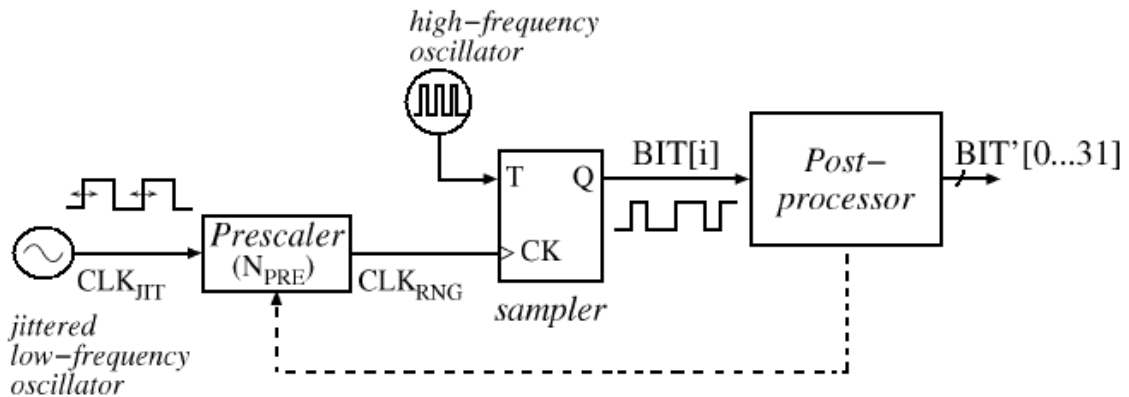 high-frequency
oscillator
T
Q
BIT[i]
Post-
processor
BIT'[0...31]
Prescaler
(N_PRE)
CK
CLK_JIT
CLK_RNG
sampler
jittered
low-frequency
oscillator